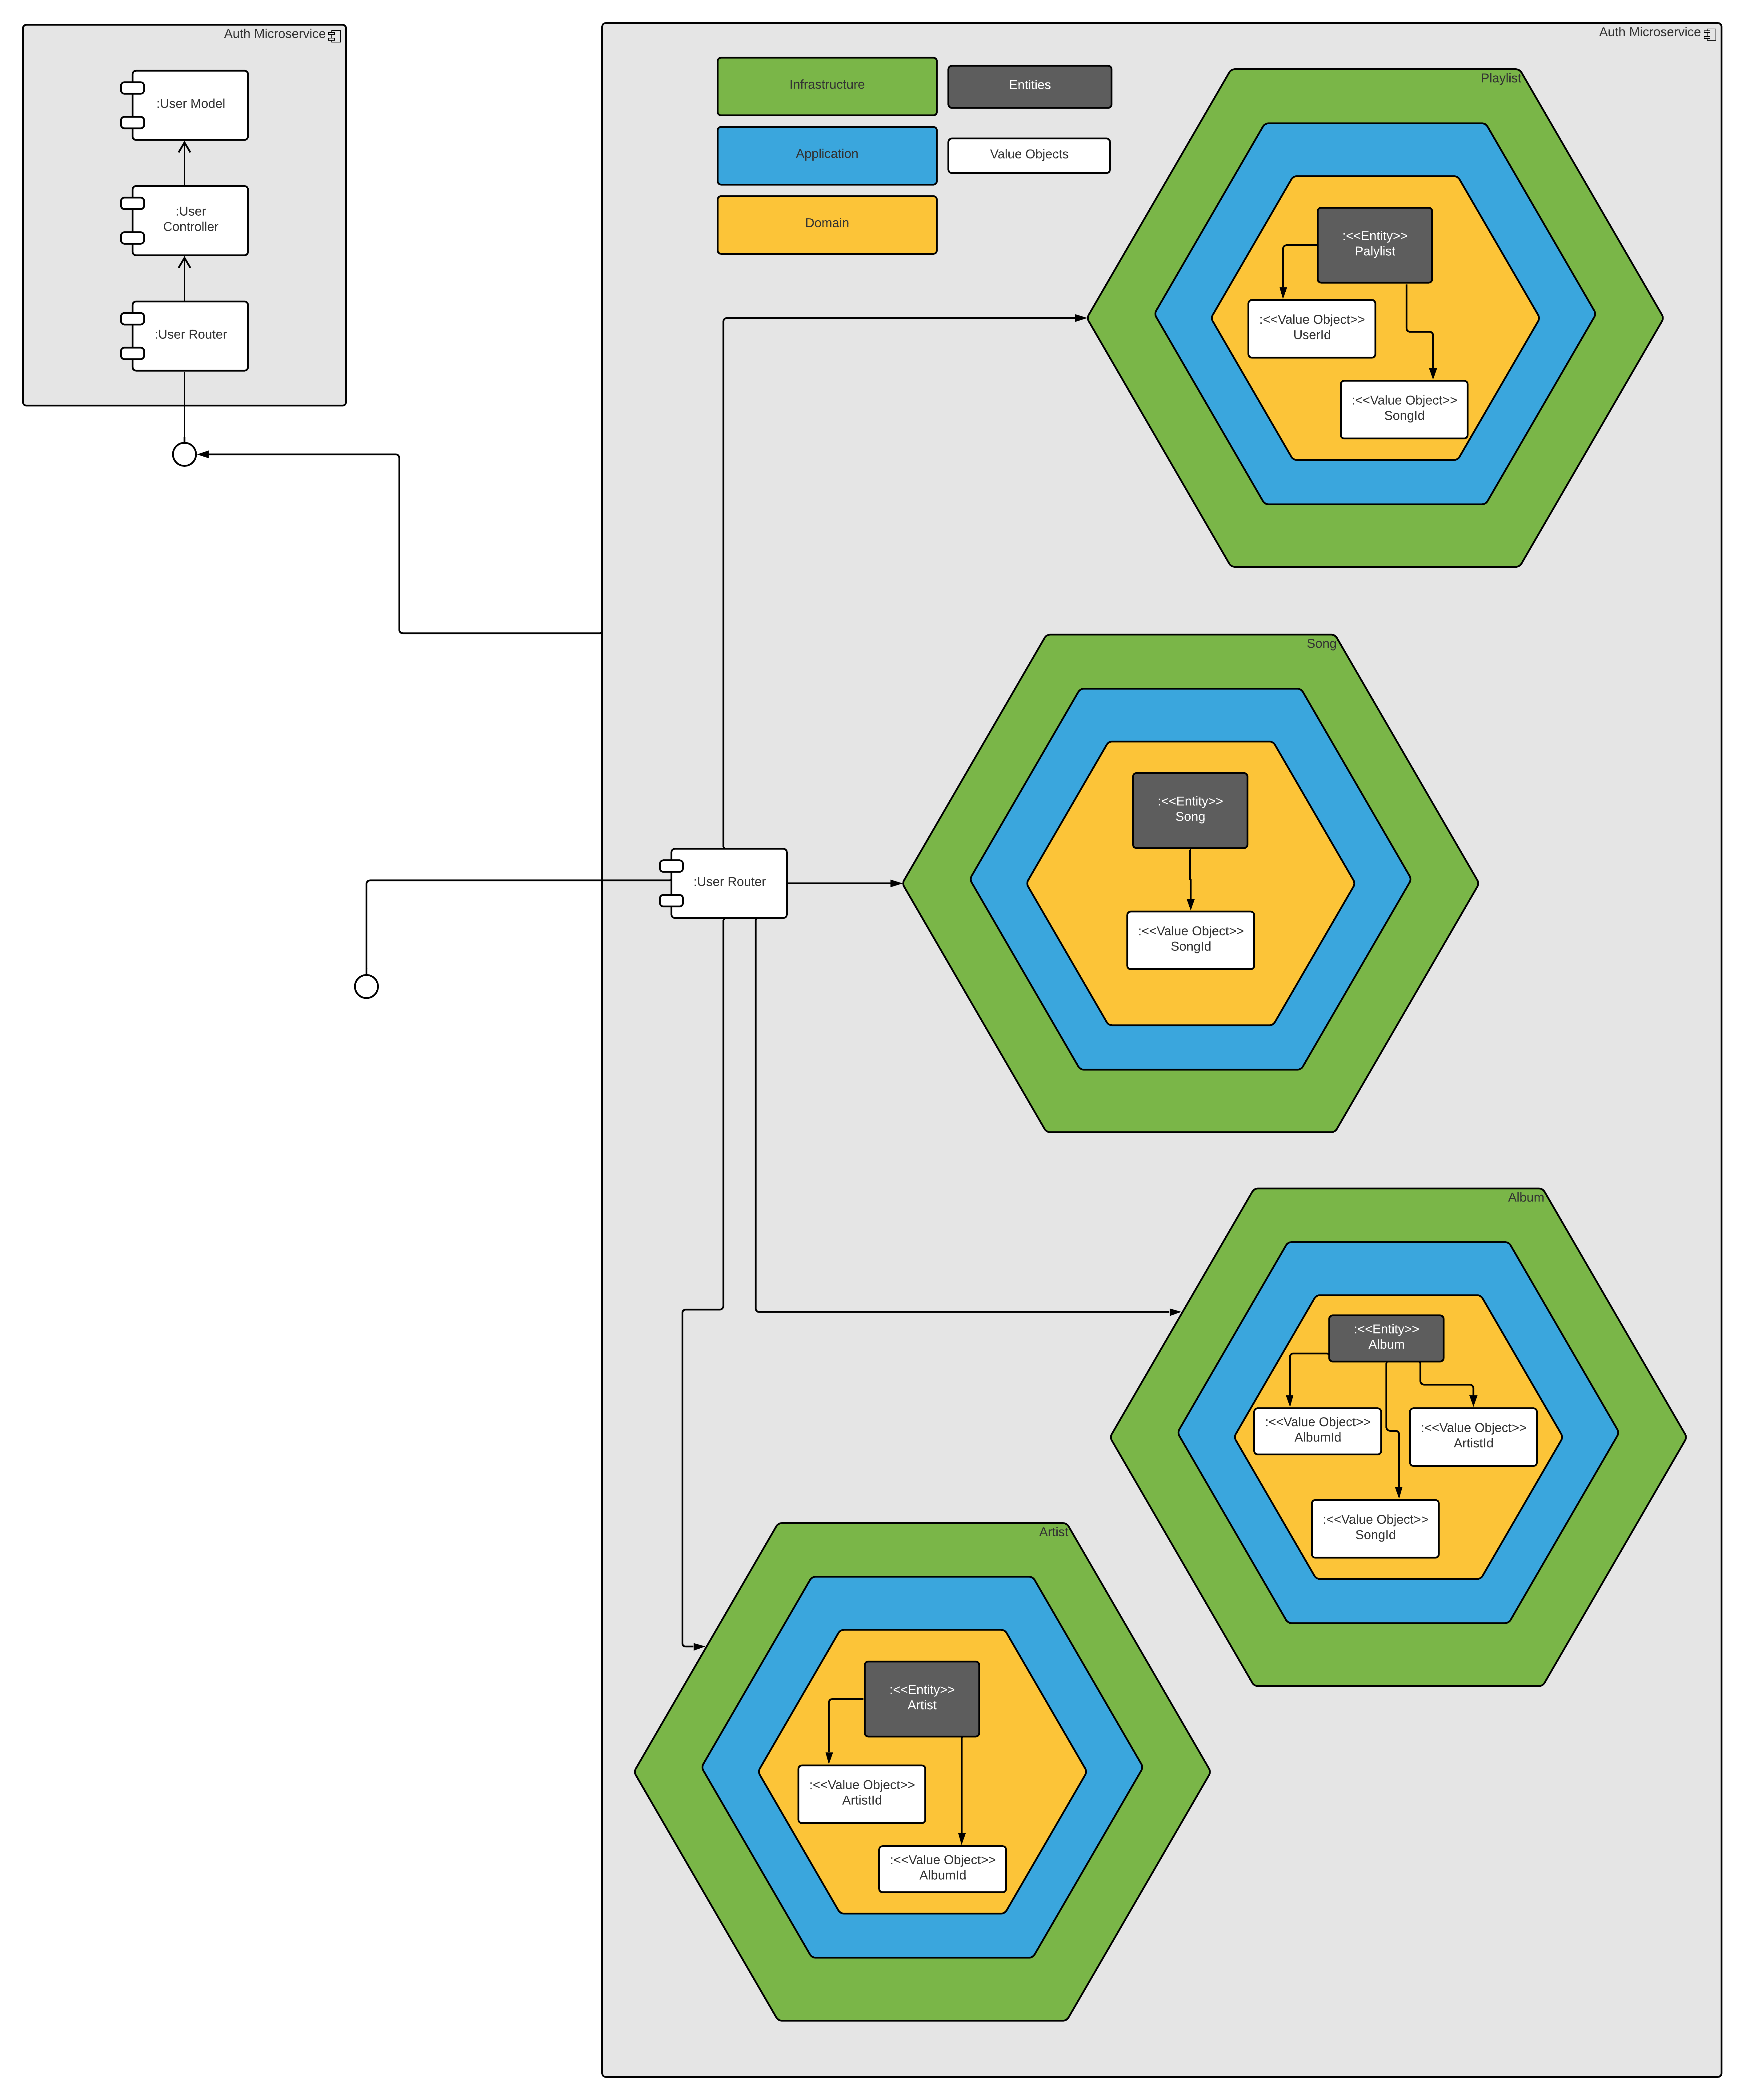 Auth Microservice
:User Model
:User
Controller
:User Router
Auth Microservice
Infrastructure
Entities
Application
Value Objects
Domain
Playlist
:<<Entity>>
Palylist
:<<Value Object>>
UserId
:<<Value Object>>
SongId
Song
:<<Entity>>
Song
:<<Value Object>>
SongId
:User Router
Album
:<<Entity>>
Album
:<<Value Object>>
AlbumId
:<<Value Object>>
ArtistId
:<<Value Object>>
SongId
Artist
:<<Entity>>
Artist
:<<Value Object>>
ArtistId
:<<Value Object>>
AlbumId